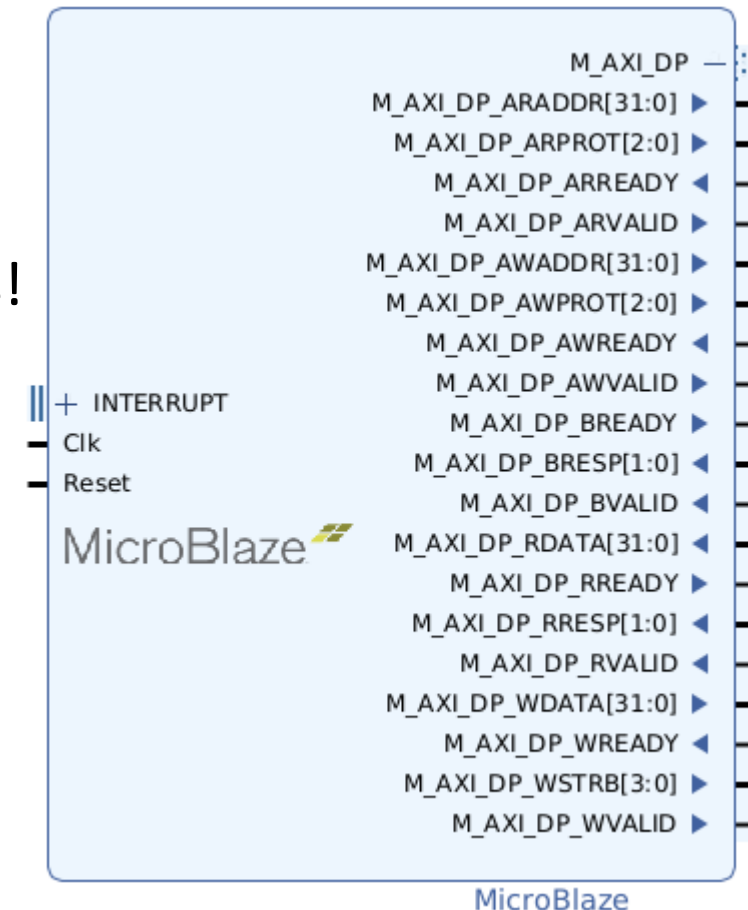 M_AXI_DP
M_AXI_DP_ARADDR[31:0]
M_AXI_DP_ARPROT[2:0]
M_AXI_DP_ARREADY
M_AXI_DP_ARVALID
M_AXI_DP_AWADDR[31:0]
!
M_AXI_DP_AWPROT[2:0]
M_AXI_DP_AWREADY
M_AXI_DP_AWVALID
+ INTERRUPT
M_AXI_DP_BREADY
Clk
M_AXI_DP_BRESP[1:0]
Reset
M_AXI_DP_BVALID
MicroBlaze
M_AXI_DP_RDATA[31:0]
M_AXI_DP_RREADY
M_AXI_DP_RRESP[1:0]
M_AXI_DP_RVALID
M_AXI_DP_WDATA[31:0]
M_AXI_DP_WREADY
M_AXI_DP_WSTRB[3:0]
M_AXI_DP_WVALID
MicroBlaze